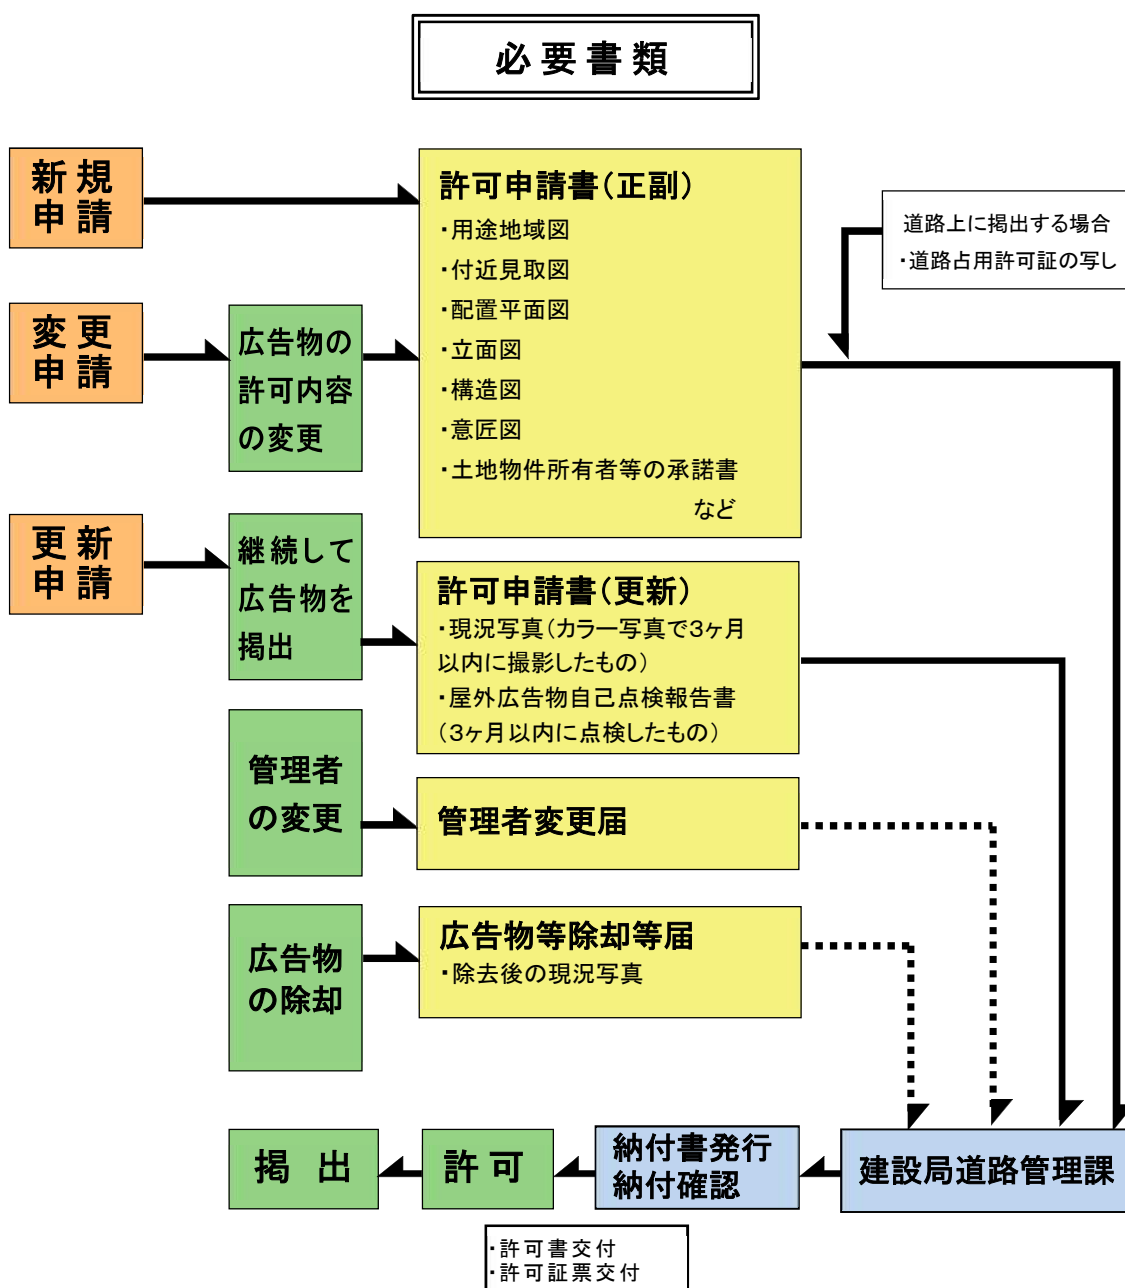 必要書類
新規
申請
許可申請書（正副）
・用途地域図
・付近見取図
・配置平面図
・立面図
・構造図
・意匠図
・土地物件所有者等の承諾書
など
道路上に掲出する場合
・道路占用許可証の写し
変更
申請
広告物の
許可内容
の変更
更新
申請
継続して
広告物を
掲出
許可申請書（更新）
・現況写真（カラー写真で3ヶ月
以内に撮影したもの）
・屋外広告物自己点検報告書
（3ヶ月以内に点検したもの）
管理者
の変更
管理者変更届
広告物
の除却
広告物等除却等届
・除去後の現況写真
掲出
許可
納付書発行
納付確認
建設局道路管理課
・許可書交付
・許可証票交付